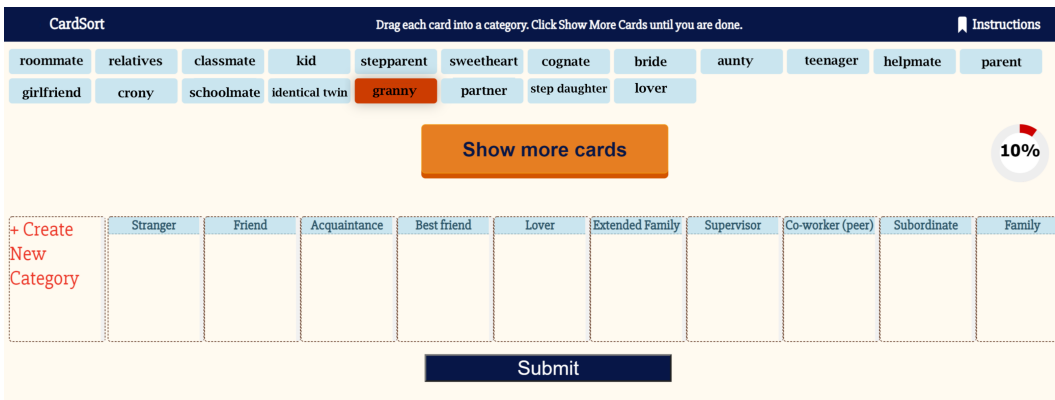 CardSort Drag each card into a category. Click Show More Cards until you are done. Instructions
roommate relatives classmate kid stepparent sweetheart cognate bride aunty teenager helpmate parent
girlfriend crony schoolmate identical twin granny partner step daughter lover
Show more cards
10%
+ Create
New
Category
Stranger Friend Acquaintance Best friend Lover Extended Family Supervisor Co-worker (peer) Subordinate Family
Submit